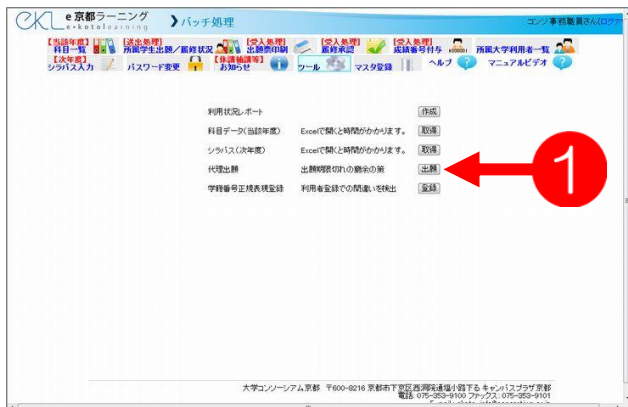 e京都ラーニング
e-kotolearning
バッチ処理
コンソ事務職員さん(ログア
【当該年度】
科目一覧
【送出処理】
所属学生出願/履修状況
【受入処理】
出願票印刷
【受入処理】
履修承認
【受入処理】
成績番号付与
所属大学利用者一覧
【次年度】
シラバス入力
パスワード変更
【休講補講等】
お知らせ
ツール
マスタ登録
ヘルプ
マニュアルビデオ
利用状況レポート 作成
科目データ(当該年度) Excelで開くと時間がかかります。 取得
シラバス(次年度) Excelで開くと時間がかかります。 取得
代理出願 出願期限切れの窮余の策 出願
1
学籍番号正規表現登録 利用者登録での間違いを検出 登録
大学コンソーシアム京都 〒600-8216 京都市下京区西洞院通塩小路下る キャンパスプラザ京都
電話: 075-353-9100 ファックス: 075-353-9101